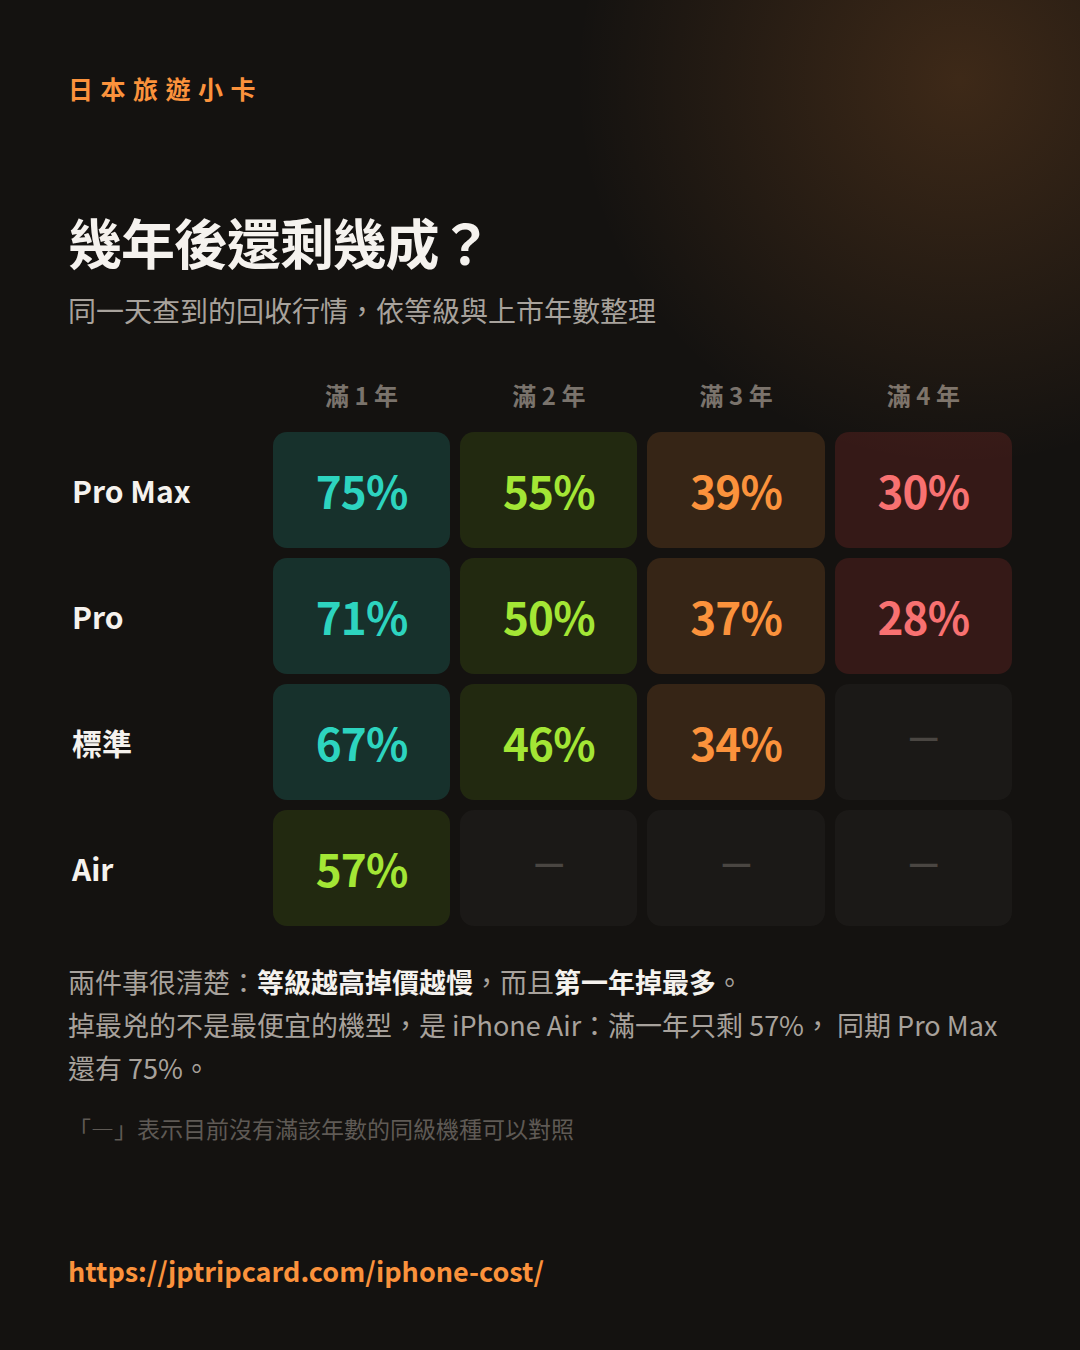 日本旅遊小卡
幾年後還剩幾成？
同一天查到的回收行情，依等級與上市年數整理
滿 1 年 滿 2 年 滿 3 年 滿 4 年
Pro Max 75% 55% 39% 30%
Pro 71% 50% 37% 28%
標準 67% 46% 34% —
Air 57% — — —
兩件事很清楚：等級越高掉價越慢，而且第一年掉最多。
掉最兇的不是最便宜的機型，是 iPhone Air：滿一年只剩 57%， 同期 Pro Max
還有 75%。
「—」表示目前沒有滿該年數的同級機種可以對照
https://jptripcard.com/iphone-cost/